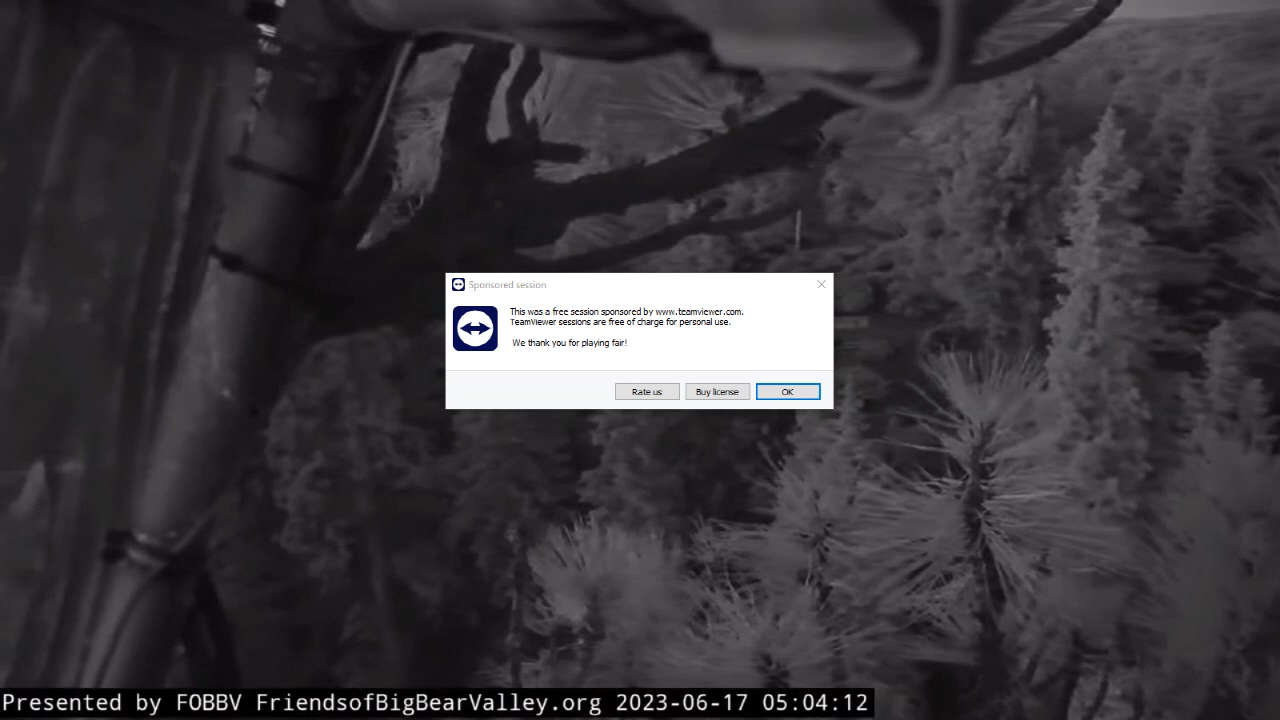 Sponsored session
This was a free session sponsored by www.teamviewer.com.
TeamViewer sessions are free of charge for personal use.
We thank you for playing fair!
Rate us
Buy license
OK
Presented by FOBBV FriendsofBigBearValley.org 2023-06-17 05:04:12